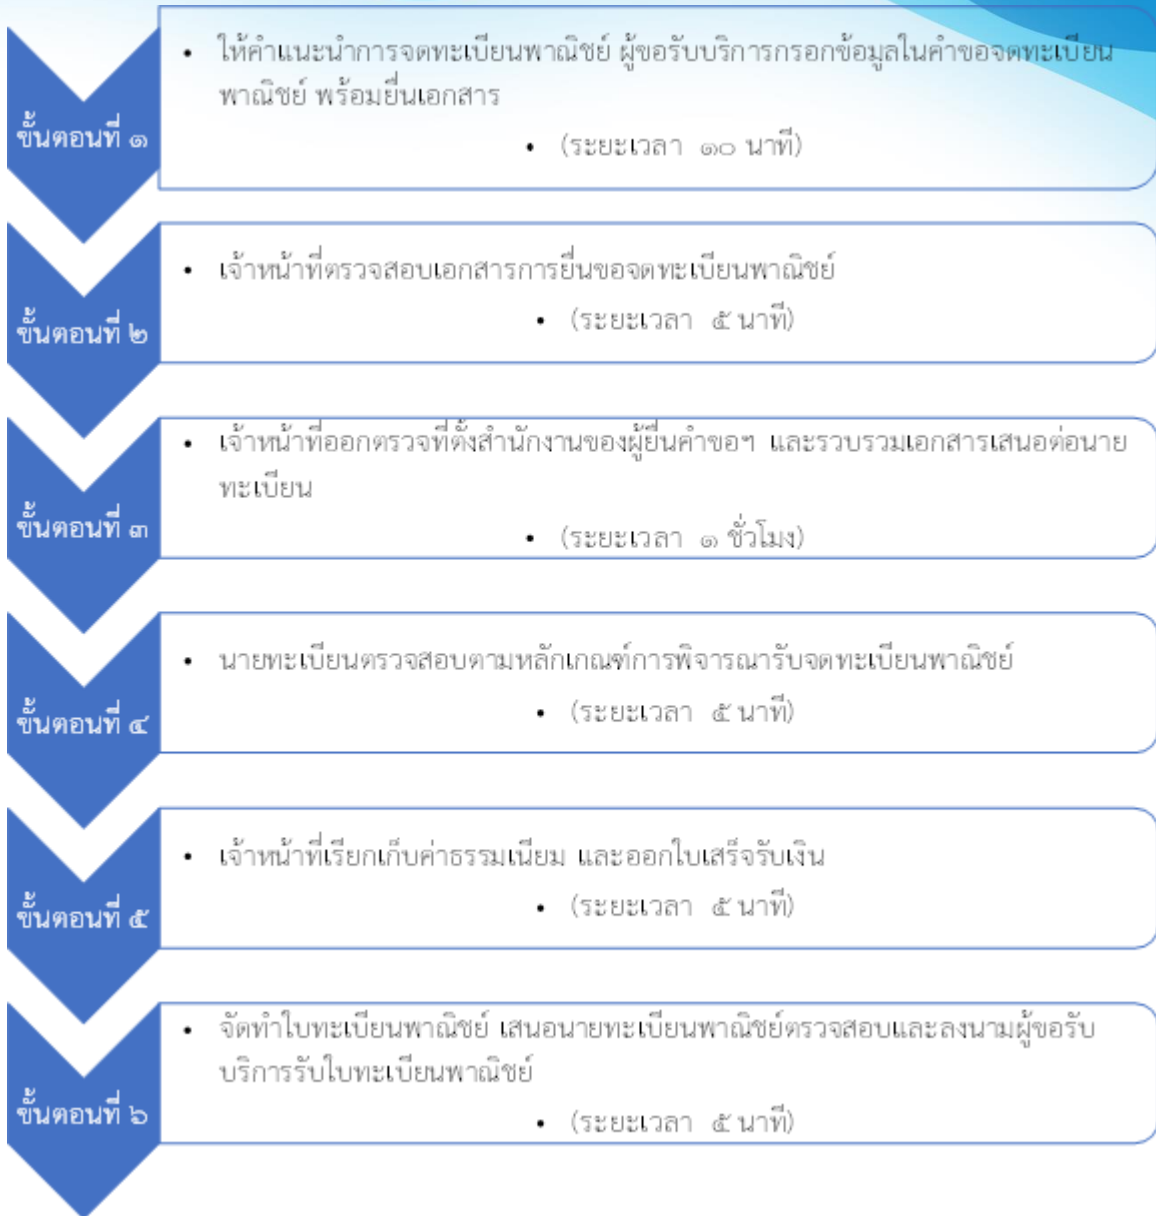 ขั้นตอนที่ ๑
• ให้คำแนะนำการจดทะเบียนพาณิชย์ ผู้ขอรับบริการกรอกข้อมูลในคำขอจดทะเบียน
พาณิชย์ พร้อมยื่นเอกสาร
• (ระยะเวลา ๑๐ นาที)
ขั้นตอนที่ ๒
• เจ้าหน้าที่ตรวจสอบเอกสารการยื่นขอจดทะเบียนพาณิชย์
• (ระยะเวลา ๕ นาที)
ขั้นตอนที่ ๓
• เจ้าหน้าที่ออกตรวจที่ตั้งสำนักงานของผู้ยื่นคำขอฯ และรวบรวมเอกสารเสนอต่อนาย
ทะเบียน
• (ระยะเวลา ๑ ชั่วโมง)
ขั้นตอนที่ ๔
• นายทะเบียนตรวจสอบตามหลักเกณฑ์การพิจารณารับจดทะเบียนพาณิชย์
• (ระยะเวลา ๕ นาที)
ขั้นตอนที่ ๕
• เจ้าหน้าที่เรียกเก็บค่าธรรมเนียม และออกใบเสร็จรับเงิน
• (ระยะเวลา ๕ นาที)
ขั้นตอนที่ ๖
• จัดทำใบทะเบียนพาณิชย์ เสนอนายทะเบียนพาณิชย์ตรวจสอบและลงนามผู้ขอรับ
บริการรับใบทะเบียนพาณิชย์
• (ระยะเวลา ๕ นาที)